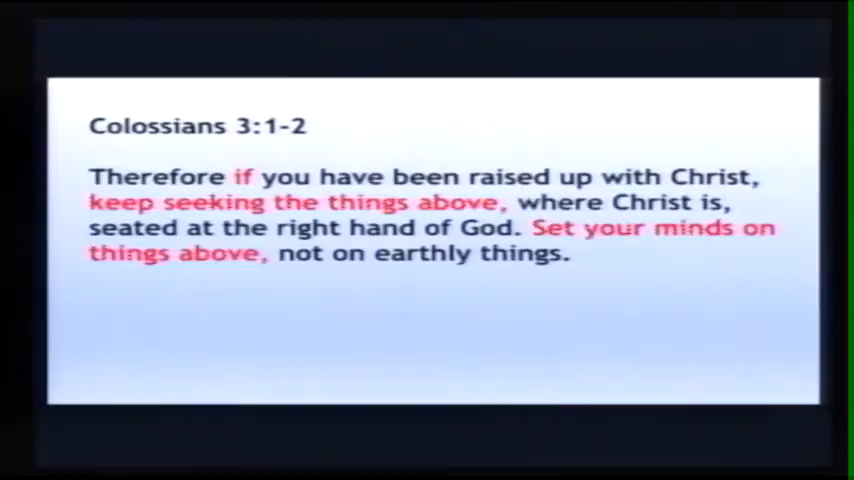 Colossians 3:1-2
Therefore if you have been raised up with Christ,
keep seeking the things above, where Christ is,
seated at the right hand of God. Set your minds on
things above, not on earthly things.